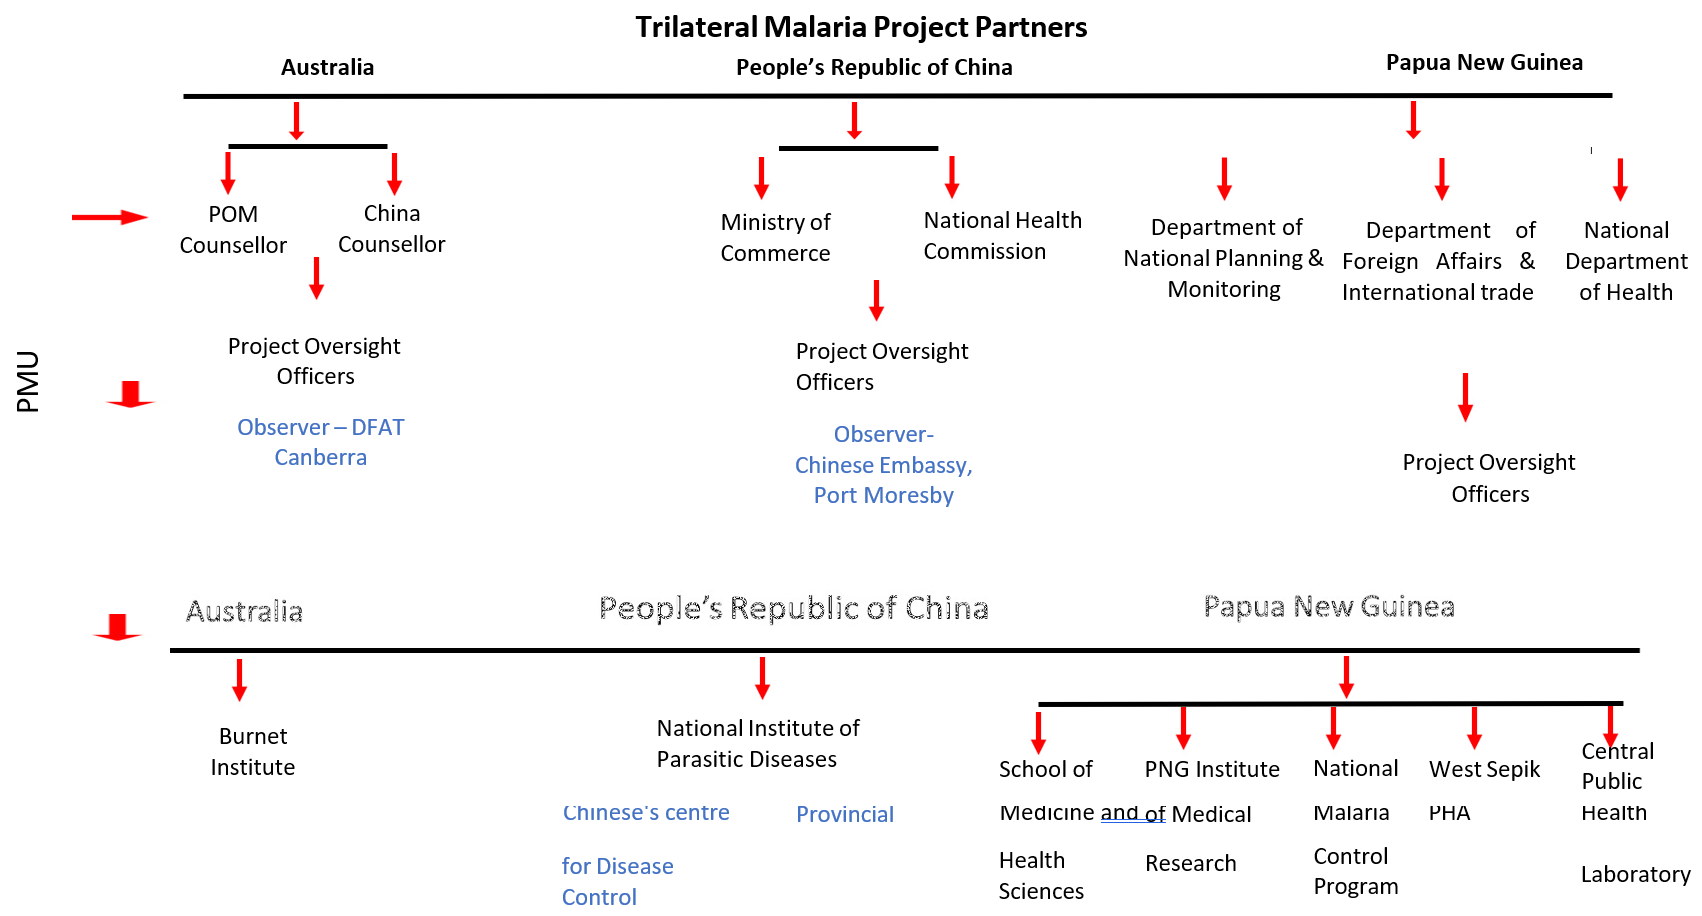 Trilateral Malaria Project Partners
Australia
People's Republic of China
Papua New Guinea
POM
Counsellor
China
Counsellor
Ministry of
Commerce
National Health
Commission
Department of
National Planning &
Monitoring
Department of
Foreign Affairs &
International trade
National
Department
of Health
PMU
Project Oversight
Officers
Observer – DFAT
Canberra
Project Oversight
Officers
Observer-
Chinese Embassy,
Port Moresby
Project Oversight
Officers
Australia
People's Republic of China
Papua New Guinea
Burnet
Institute
National Institute of
Parasitic Diseases
Chinese's centre
for Disease
Control
Provincial
School of
Medicine and
Health
Sciences
PNG Institute
of Medical
Research
National
Malaria
Control
Program
West Sepik
PHA
Central
Public
Health
Laboratory